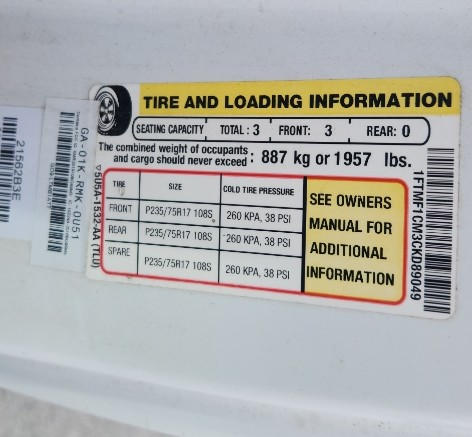 TIRE AND LOADING INFORMATION
SEATING CAPACITY TOTAL : 3 FRONT: 3 REAR: 0
The combined weight of occupants
and cargo should never exceed : 887 kg or 1957 lbs.
TIRE SIZE COLD TIRE PRESSURE
FRONT P235/75R17 108S 260 KPA, 38 PSI
REAR P235/75R17 108S 260 KPA, 38 PSI
SPARE P235/75R17 108S 260 KPA, 38 PSI
SEE OWNERS
MANUAL FOR
ADDITIONAL
INFORMATION
5U5A-1532-AA (TLU)
1FTMF1CM3CKD89049
GA-01K-RMK-0U51
21562B3E